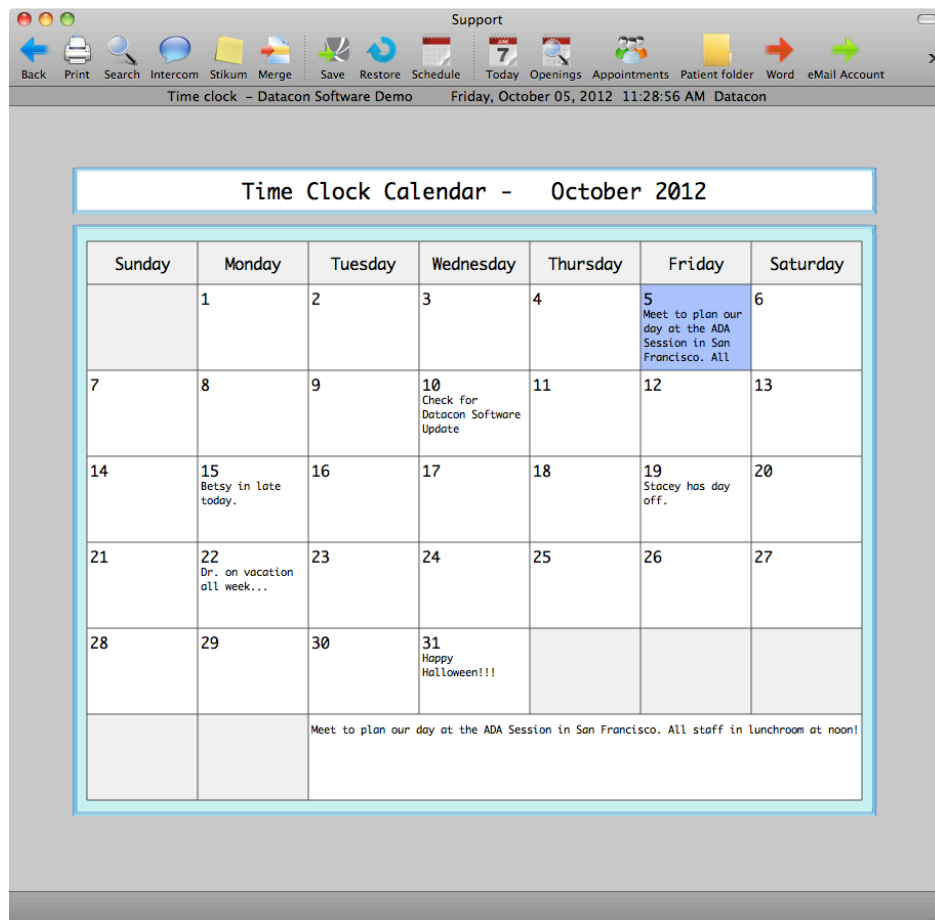 Support
Back Print Search Intercom Stikum Merge Save Restore Schedule Today Openings Appointments Patient folder Word eMail Account
7
Time clock - Datacon Software Demo Friday, October 05, 2012 11:28:56 AM Datacon
Time Clock Calendar - October 2012
Sunday Monday Tuesday Wednesday Thursday Friday Saturday
1 2 3 4 5 6
Meet to plan our
day at the ADA
Session in San
Francisco. All
7 8 9 10 11 12 13
Check for
Datacon Software
Update
14 15 16 17 18 19 20
Betsy in late Stacey has day
today. off.
21 22 23 24 25 26 27
Dr. on vacation
all week...
28 29 30 31
Happy
Halloween!!!
Meet to plan our day at the ADA Session in San Francisco. All staff in lunchroom at noon!